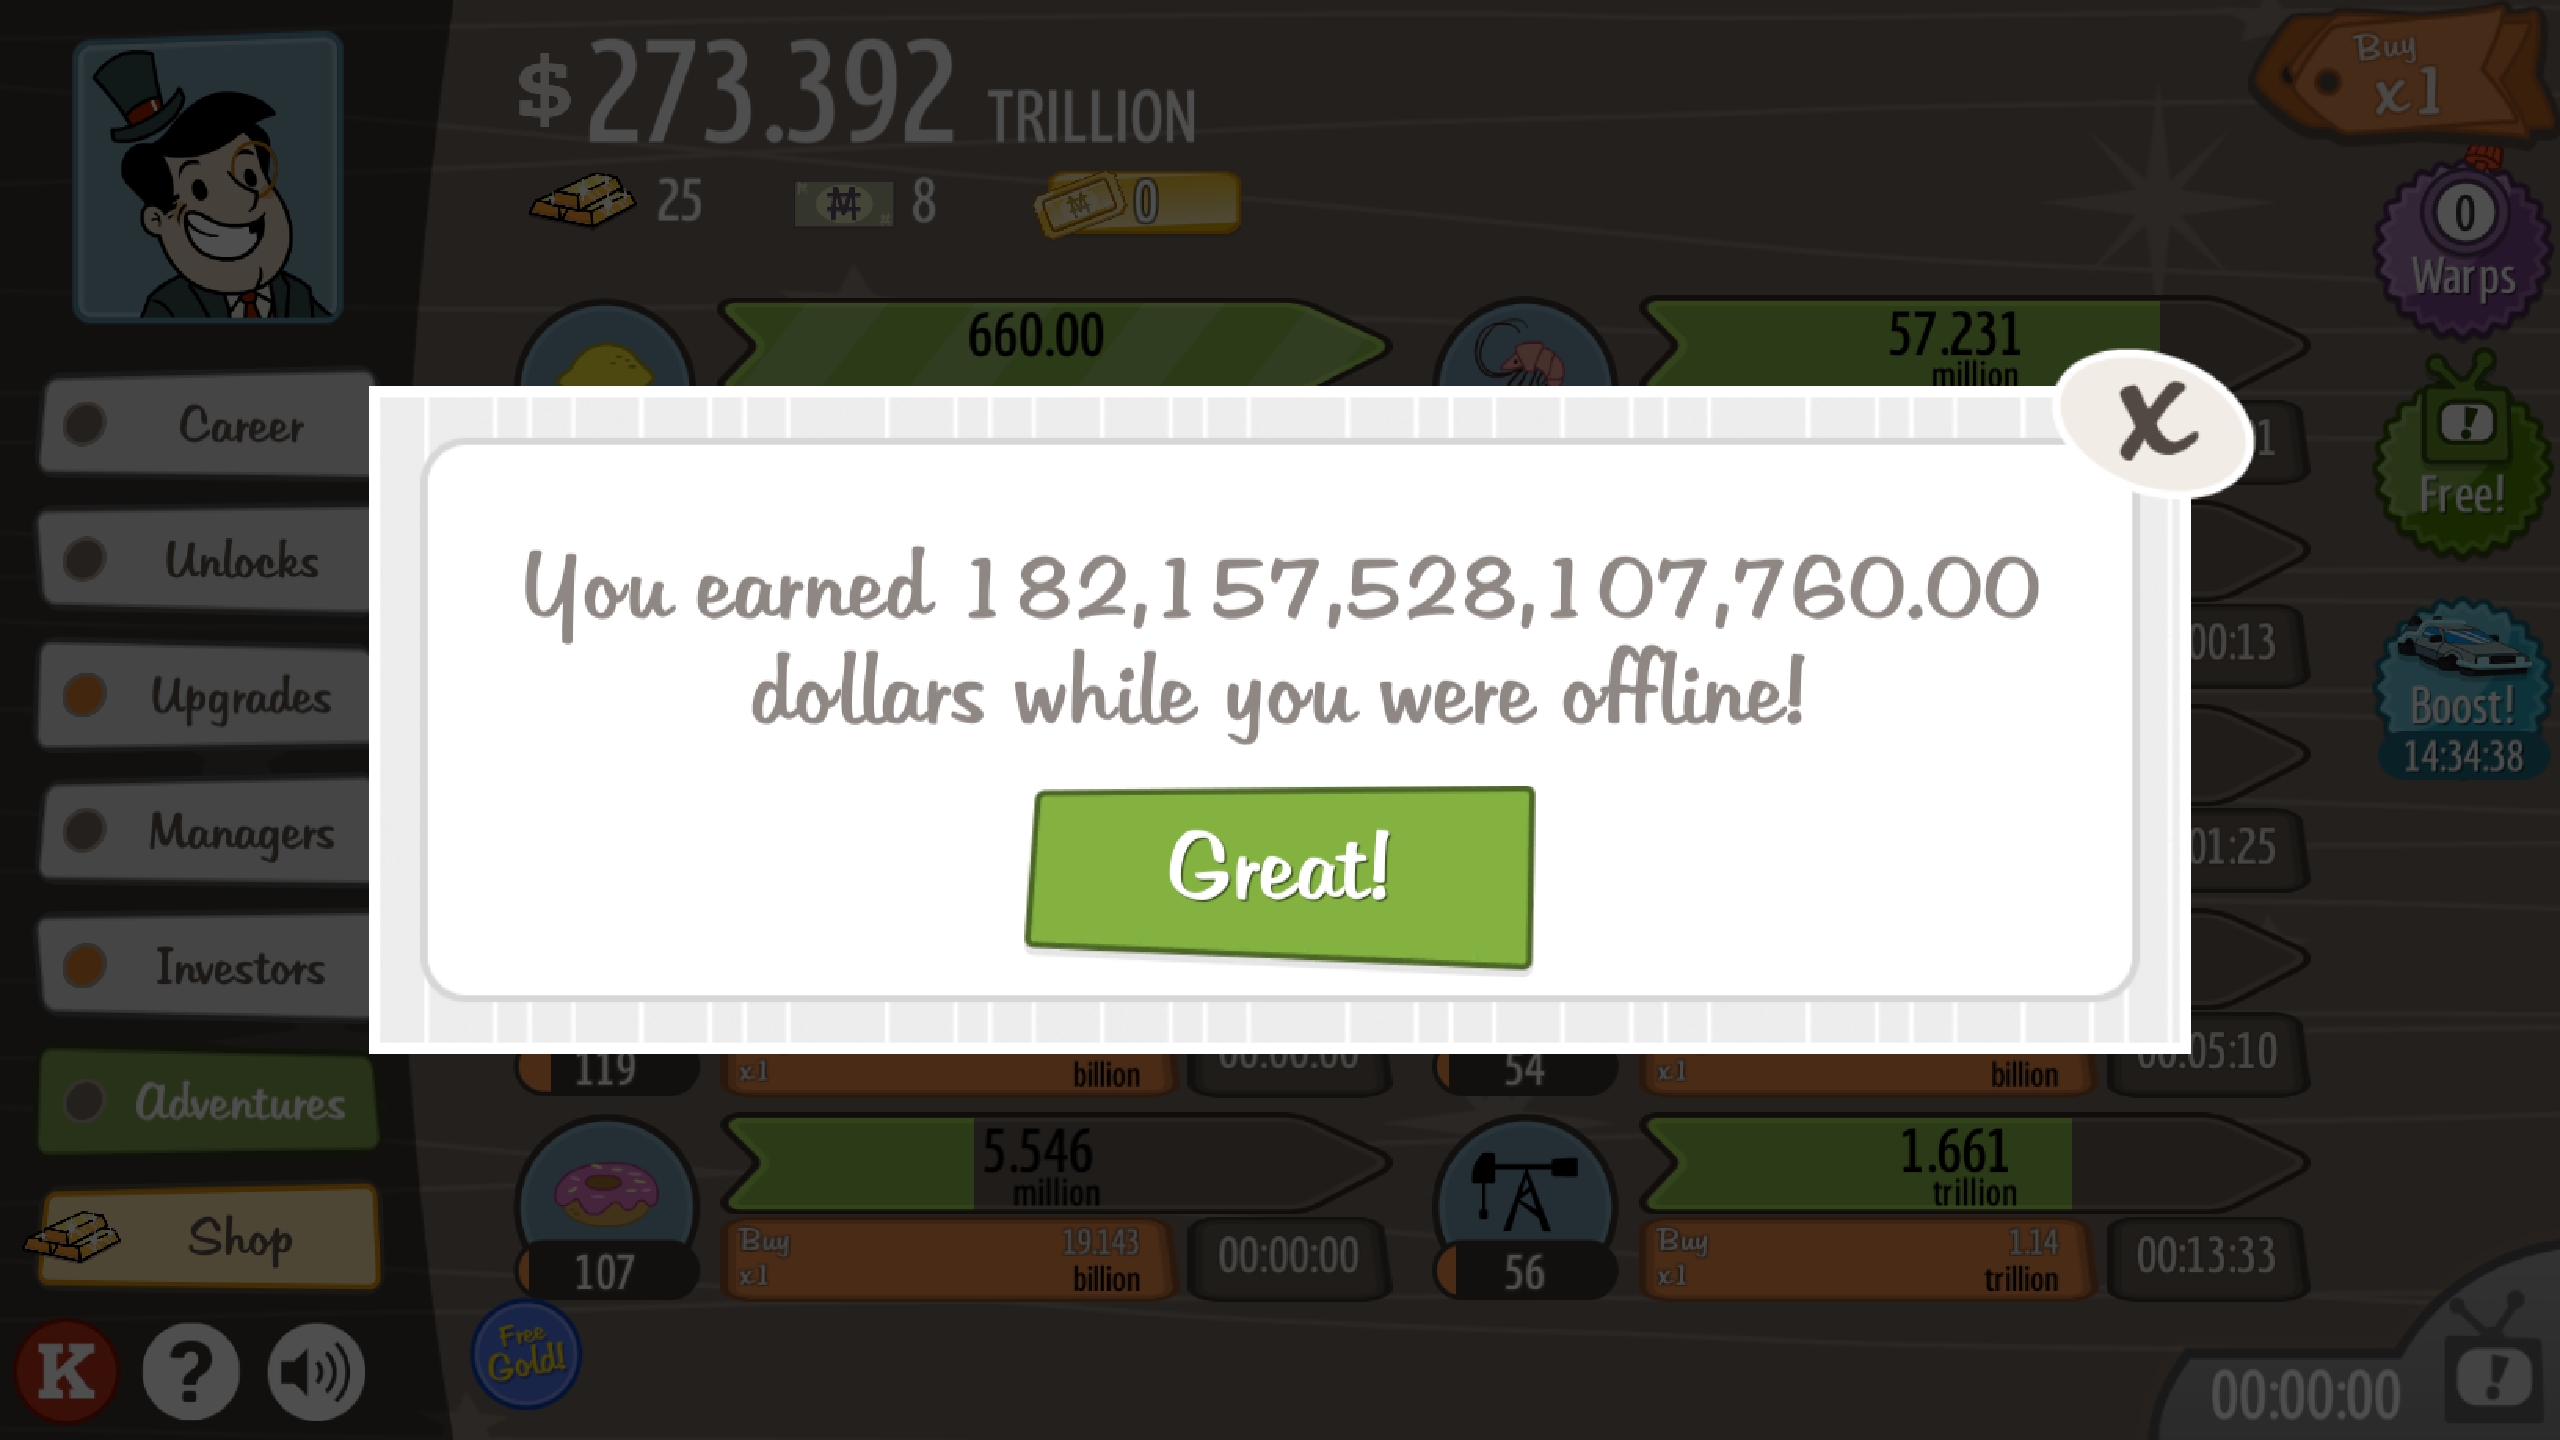 $273.392 TRILLION
25
8
0
Buy
x1
0
Warps
Free!
Boost!
14:34:38
Career
Unlocks
Upgrades
Managers
Investors
Adventures
Shop
K
?
660.00
57.231
million
1
00:13
01:25
X
You earned 182,157,528,107,760.00
dollars while you were offline!
Great!
119
x1
billion
54
x1
billion
00:05:10
5.546
million
107
Buy
x1
19.143
billion
00:00:00
1.661
trillion
56
Buy
x1
1.14
trillion
00:13:33
Free
Gold!
00:00:00
!